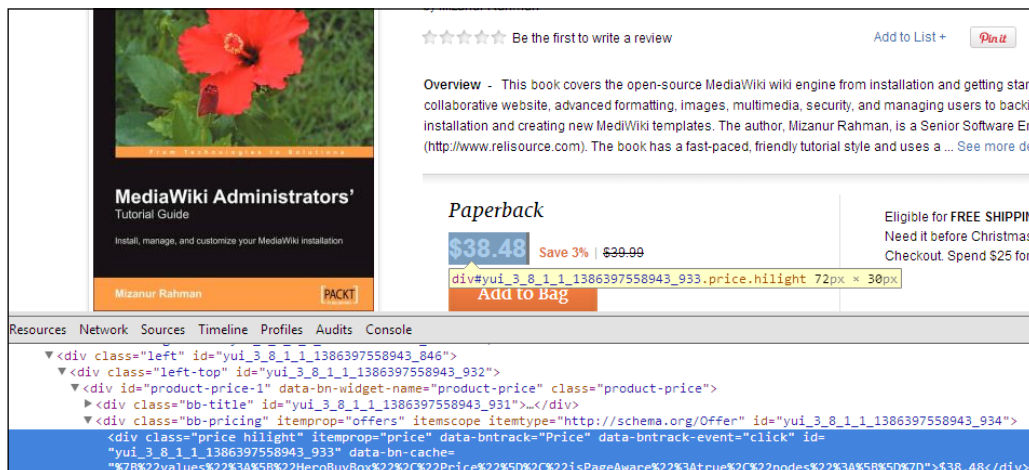 by Mizanur Rahman
Be the first to write a review
Add to List +
Pin it
Overview - This book covers the open-source MediaWiki wiki engine from installation and getting star
collaborative website, advanced formatting, images, multimedia, security, and managing users to backi
installation and creating new MediWiki templates. The author, Mizanur Rahman, is a Senior Software En
(http://www.relisource.com). The book has a fast-paced, friendly tutorial style and uses a ... See more de
From Technologies to Solutions
MediaWiki Administrators’
Tutorial Guide
Install, manage, and customize your MediaWiki installation
Mizanur Rahman
[PACKT]
Paperback
$38.48 Save 3% | $39.99
div#yui_3_8_1_1_1386397558943_933.price.hilight 72px × 30px
Add to Bag
Eligible for FREE SHIPPIN
Need it before Christmas
Checkout. Spend $25 for
Resources Network Sources Timeline Profiles Audits Console
▼<div class="left" id="yui_3_8_1_1_1386397558943_846">
▼<div class="left-top" id="yui_3_8_1_1_1386397558943_932">
▼<div id="product-price-1" data-bn-widget-name="product-price" class="product-price">
▶<div class="bb-title" id="yui_3_8_1_1_1386397558943_931">…</div>
▼<div class="bb-pricing" itemprop="offers" itemscope itemtype="http://schema.org/Offer" id="yui_3_8_1_1_1386397558943_934">
<div class="price hilight" itemprop="price" data-bntrack="Price" data-bntrack-event="click" id=
"yui_3_8_1_1_1386397558943_933" data-bn-cache=
"%7B%22values%22%3A%5B%22HeroBuyBox%22%2C%22Price%22%5D%2C%22isPageAware%22%3Atrue%2C%22nodes%22%3A%5B%5D%7D">$38.48</div>